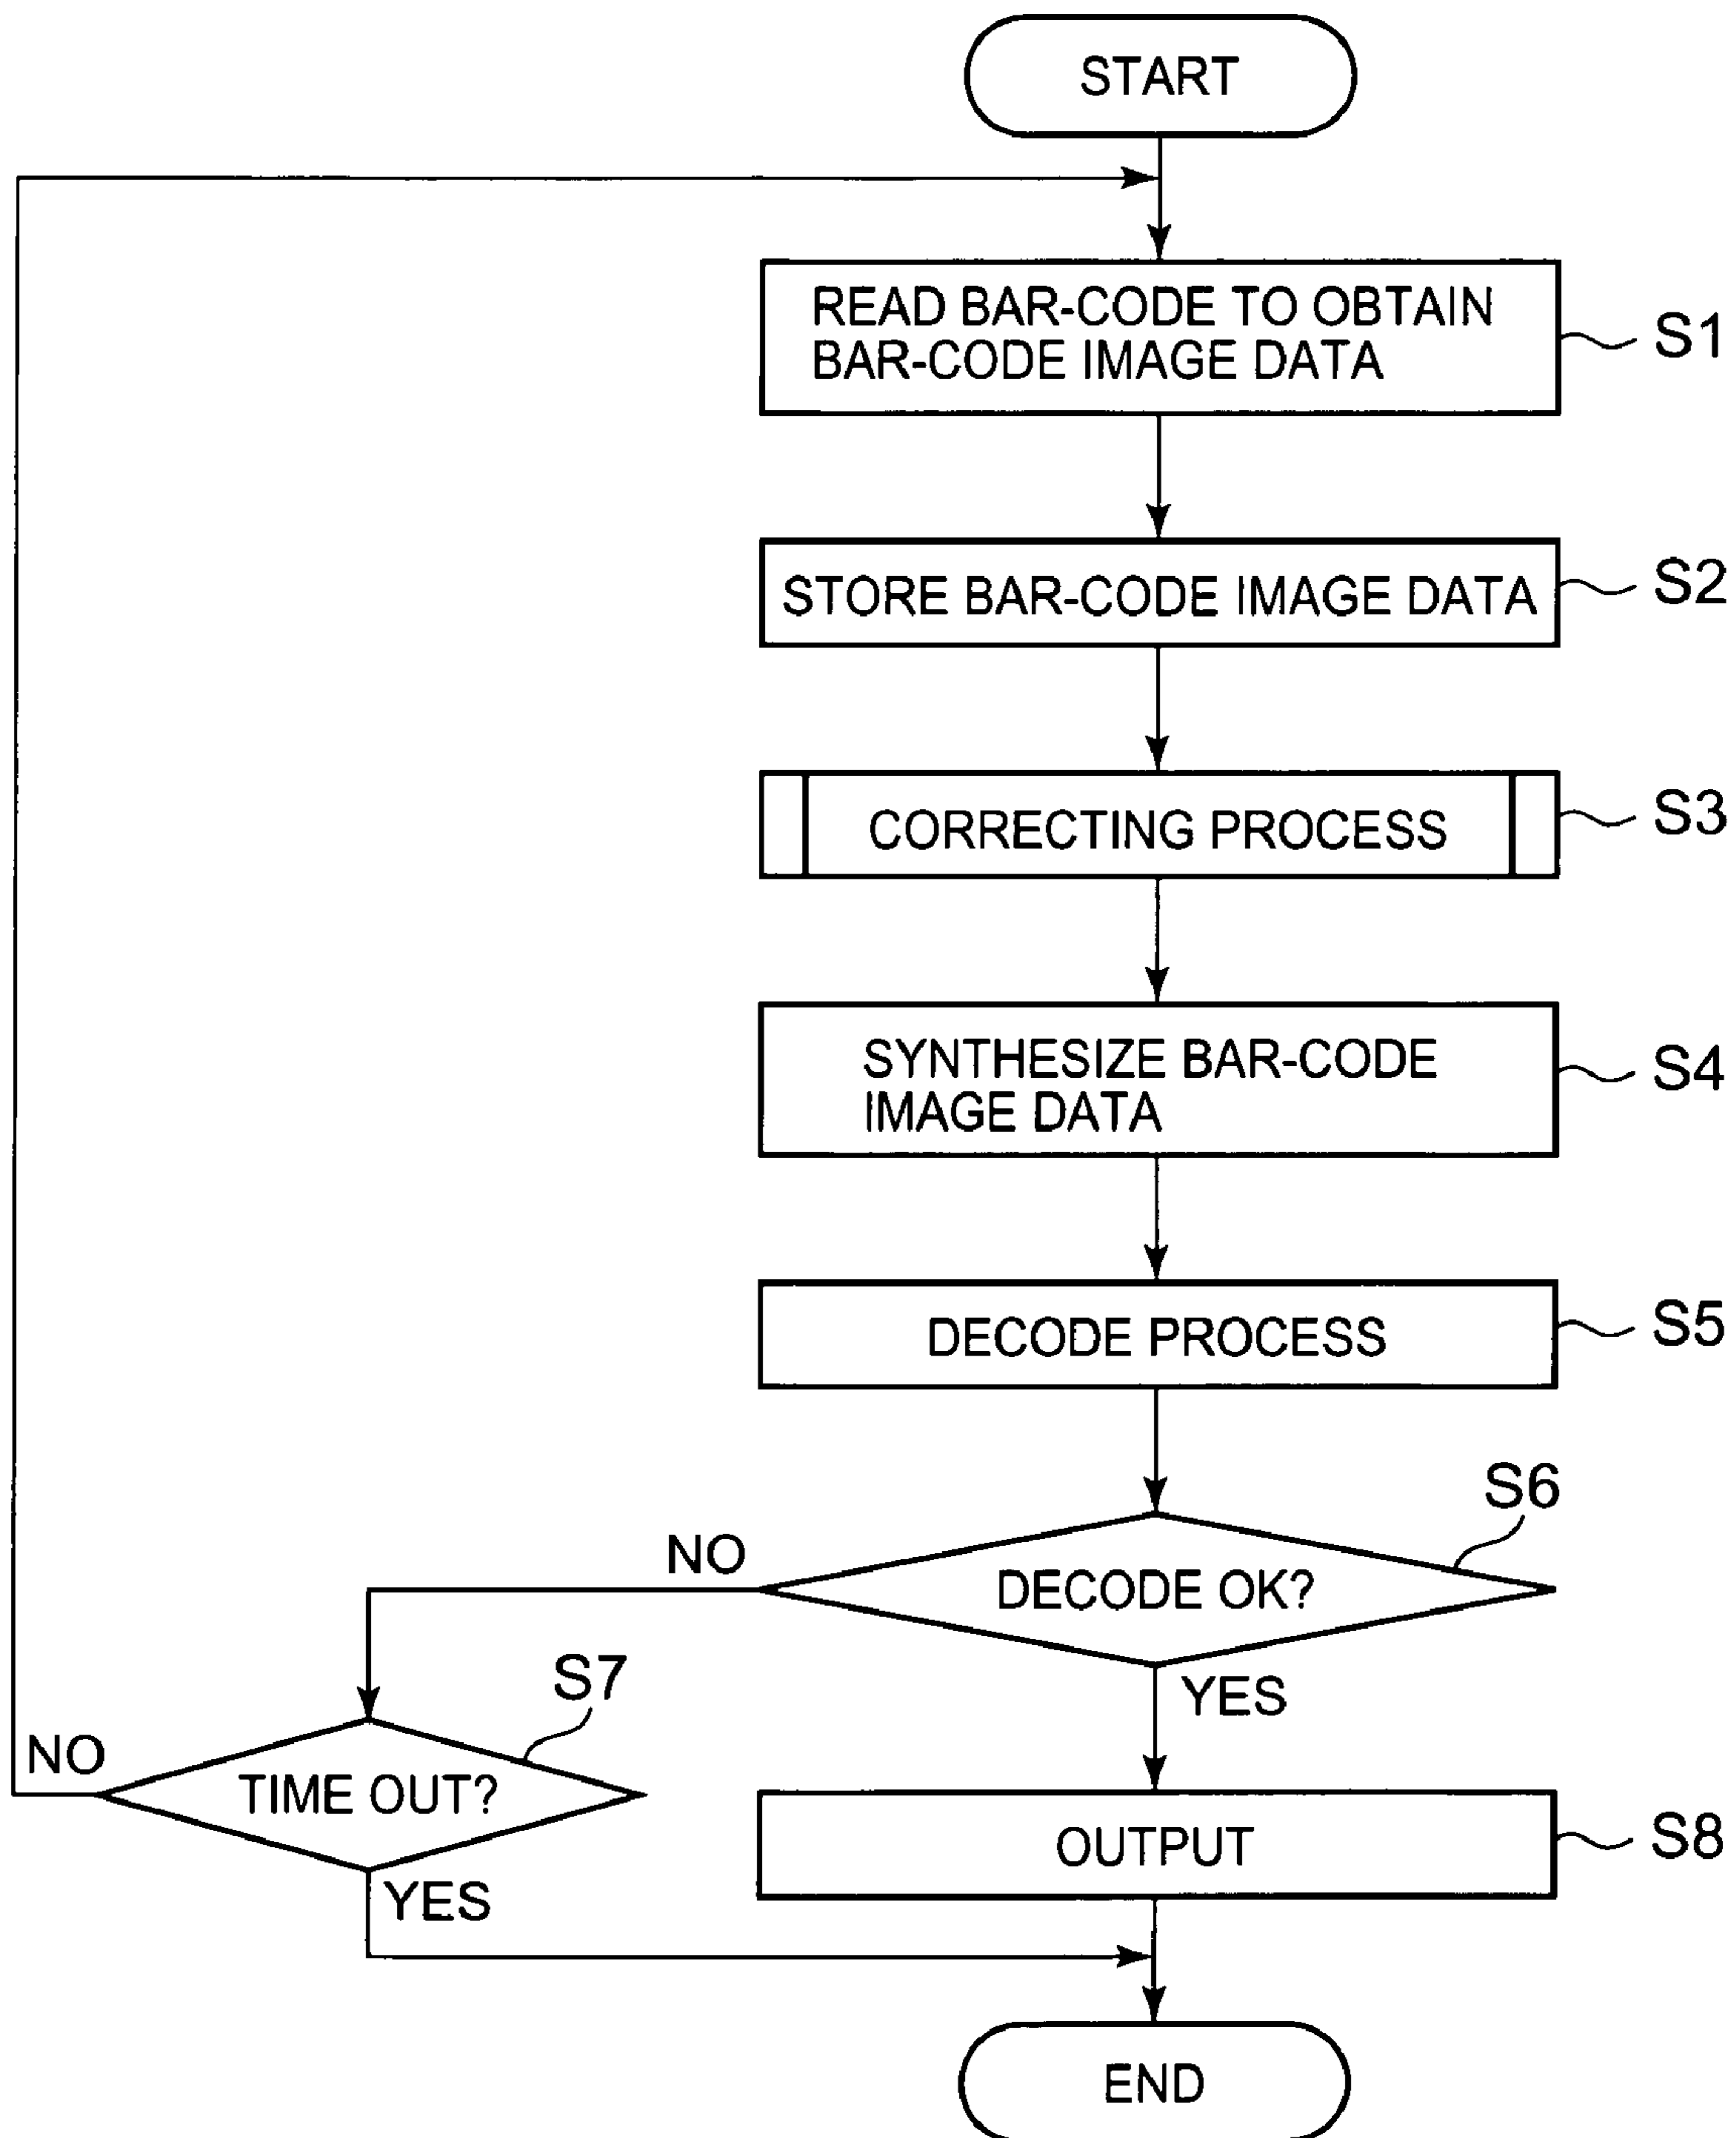 START
READ BAR-CODE TO OBTAIN
BAR-CODE IMAGE DATA
S1
STORE BAR-CODE IMAGE DATA
S2
CORRECTING PROCESS
S3
SYNTHESIZE BAR-CODE
IMAGE DATA
S4
DECODE PROCESS
S5
S6
NO
DECODE OK?
YES
S7
NO
TIME OUT?
YES
OUTPUT
S8
END